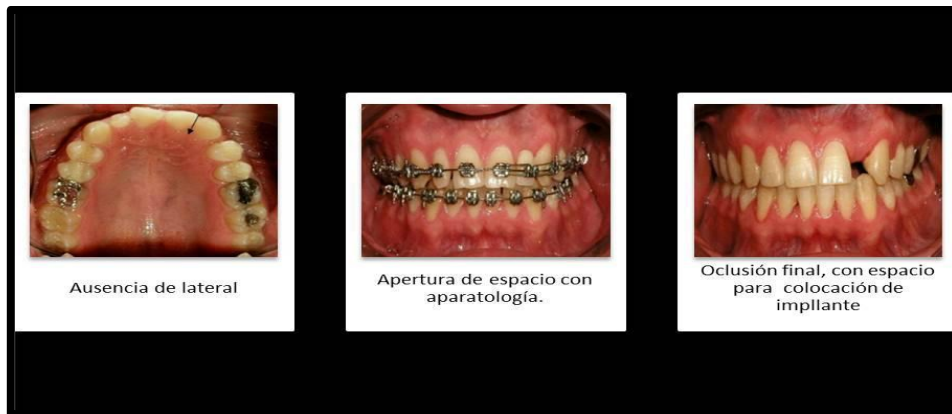 Ausencia de lateral
Apertura de espacio con
aparatología.
Oclusión final, con espacio
para colocación de
impllante